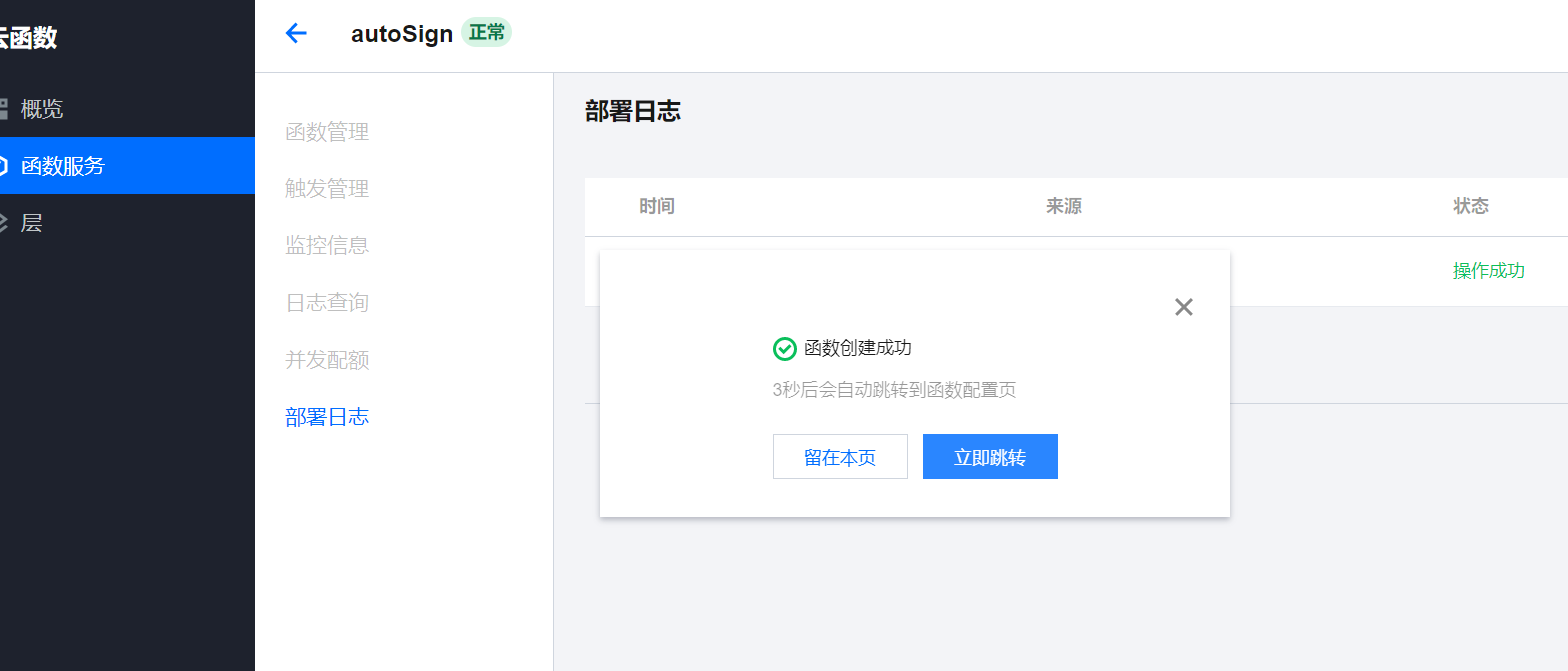 云函数
autoSign 正常
概览
函数服务
层
函数管理
触发管理
监控信息
日志查询
并发配额
部署日志
部署日志
时间 来源 状态
操作成功
函数创建成功
3秒后会自动跳转到函数配置页
留在本页 立即跳转